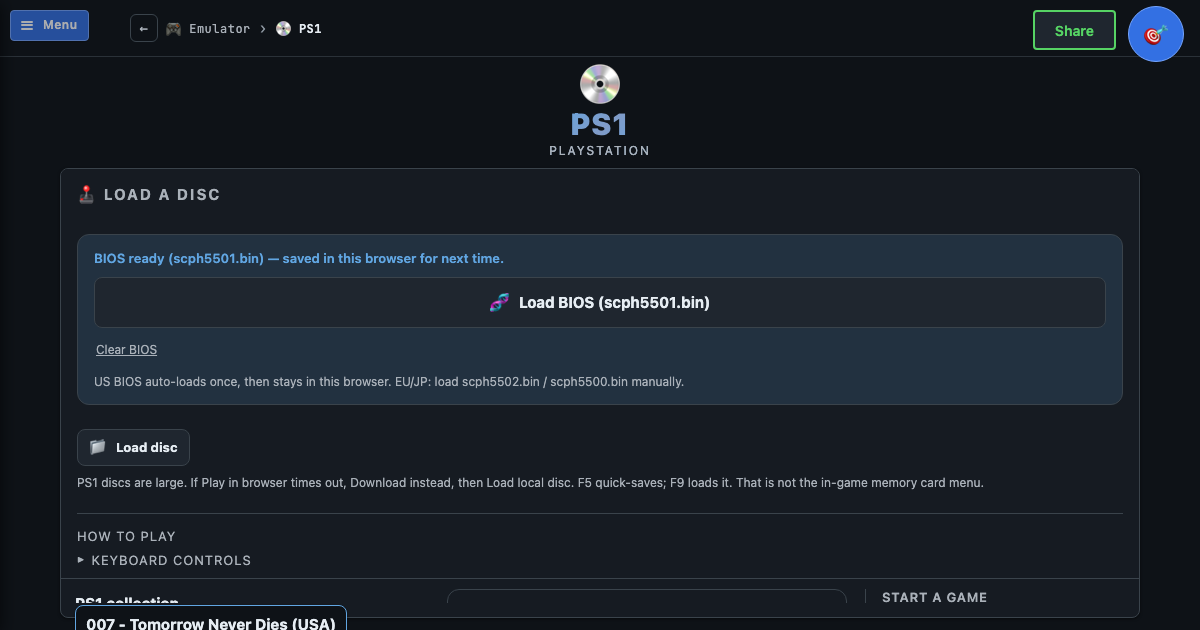 Menu
← Emulator > PS1
Share
PS1
PLAYSTATION
LOAD A DISC
BIOS ready (scph5501.bin) — saved in this browser for next time.
Load BIOS (scph5501.bin)
Clear BIOS
US BIOS auto-loads once, then stays in this browser. EU/JP: load scph5502.bin / scph5500.bin manually.
Load disc
PS1 discs are large. If Play in browser times out, Download instead, then Load local disc. F5 quick-saves; F9 loads it. That is not the in-game memory card menu.
HOW TO PLAY
KEYBOARD CONTROLS
PS1 collection
START A GAME
007 - Tomorrow Never Dies (USA)